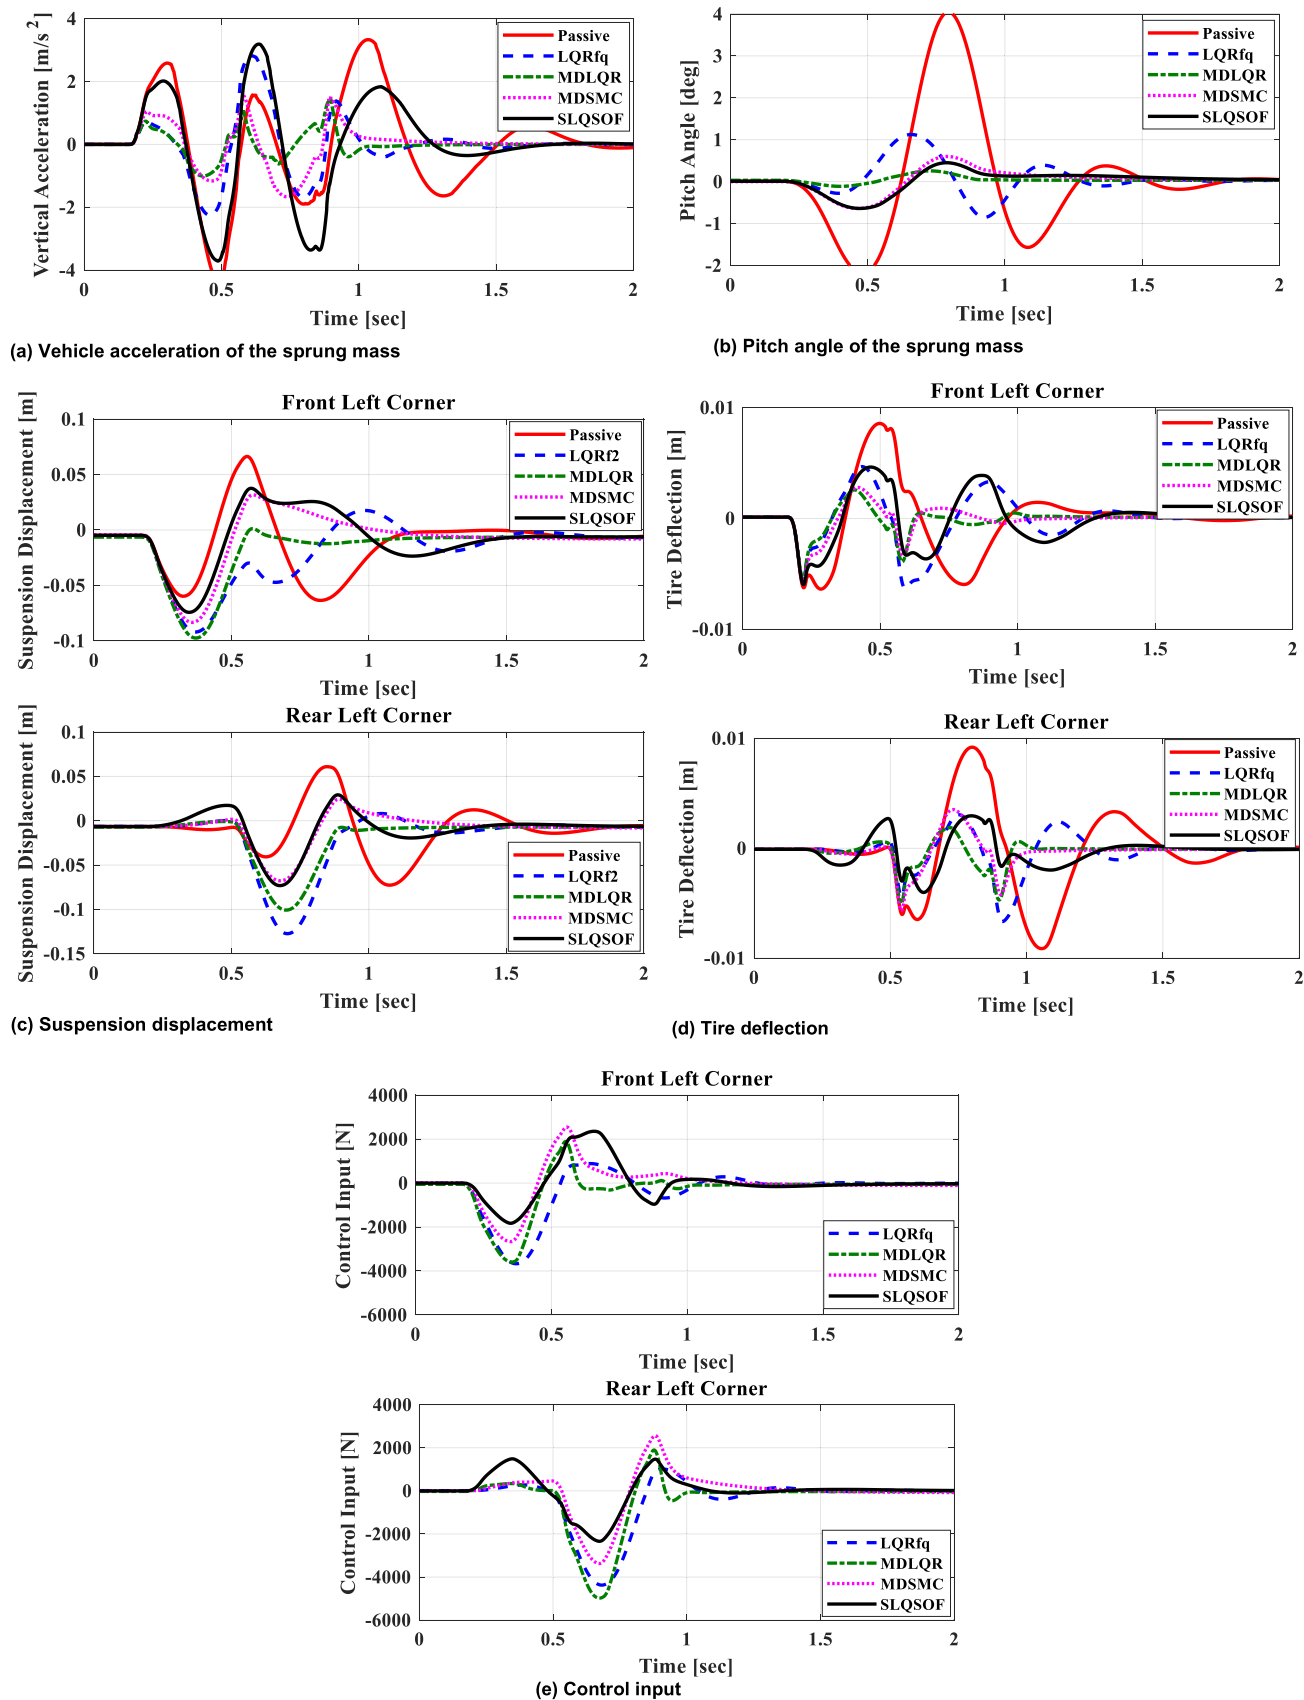 4
2
0
-2
-4
Vertical Acceleration [m/s 2]
0 0.5 1 1.5 2
Time [sec]
Passive
LQRfq
MDLQR
MDSMC
SLQSOF
(a) Vehicle acceleration of the sprung mass
4
3
2
1
0
-1
-2
Pitch Angle [deg]
0 0.5 1 1.5 2
Time [sec]
Passive
LQRfq
MDLQR
MDSMC
SLQSOF
(b) Pitch angle of the sprung mass
Front Left Corner
0.1
0.05
0
-0.05
-0.1
Suspension Displacement [m]
0 0.5 1 1.5 2
Time [sec]
Passive
LQRf2
MDLQR
MDSMC
SLQSOF
Rear Left Corner
0.1
0.05
0
-0.05
-0.1
-0.15
Suspension Displacement [m]
0 0.5 1 1.5 2
Time [sec]
Passive
LQRf2
MDLQR
MDSMC
SLQSOF
(c) Suspension displacement
Front Left Corner
0.01
0
-0.01
Tire Deflection [m]
0 0.5 1 1.5 2
Time [sec]
Passive
LQRfq
MDLQR
MDSMC
SLQSOF
Rear Left Corner
0.01
0
-0.01
Tire Deflection [m]
0 0.5 1 1.5 2
Time [sec]
Passive
LQRfq
MDLQR
MDSMC
SLQSOF
(d) Tire deflection
Front Left Corner
4000
2000
0
-2000
-4000
-6000
Control Input [N]
0 0.5 1 1.5 2
Time [sec]
LQRfq
MDLQR
MDSMC
SLQSOF
Rear Left Corner
4000
2000
0
-2000
-4000
-6000
Control Input [N]
0 0.5 1 1.5 2
Time [sec]
LQRfq
MDLQR
MDSMC
SLQSOF
(e) Control input